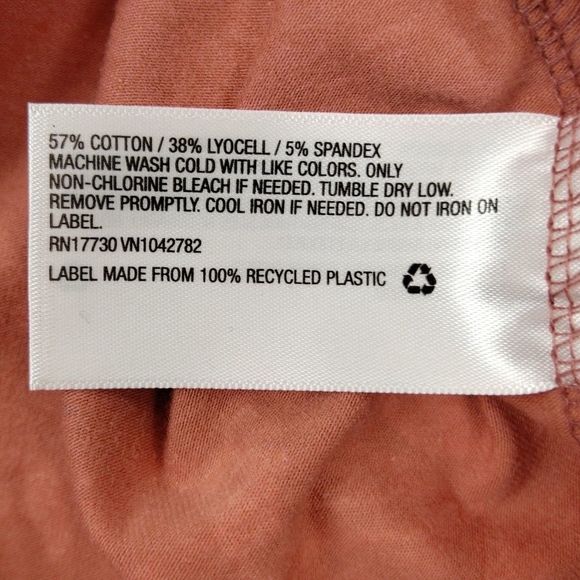 57% COTTON / 38% LYOCELL / 5% SPANDEX
MACHINE WASH COLD WITH LIKE COLORS. ONLY
NON-CHLORINE BLEACH IF NEEDED. TUMBLE DRY LOW.
REMOVE PROMPTLY. COOL IRON IF NEEDED. DO NOT IRON ON
LABEL.
RN17730 VN1042782
LABEL MADE FROM 100% RECYCLED PLASTIC